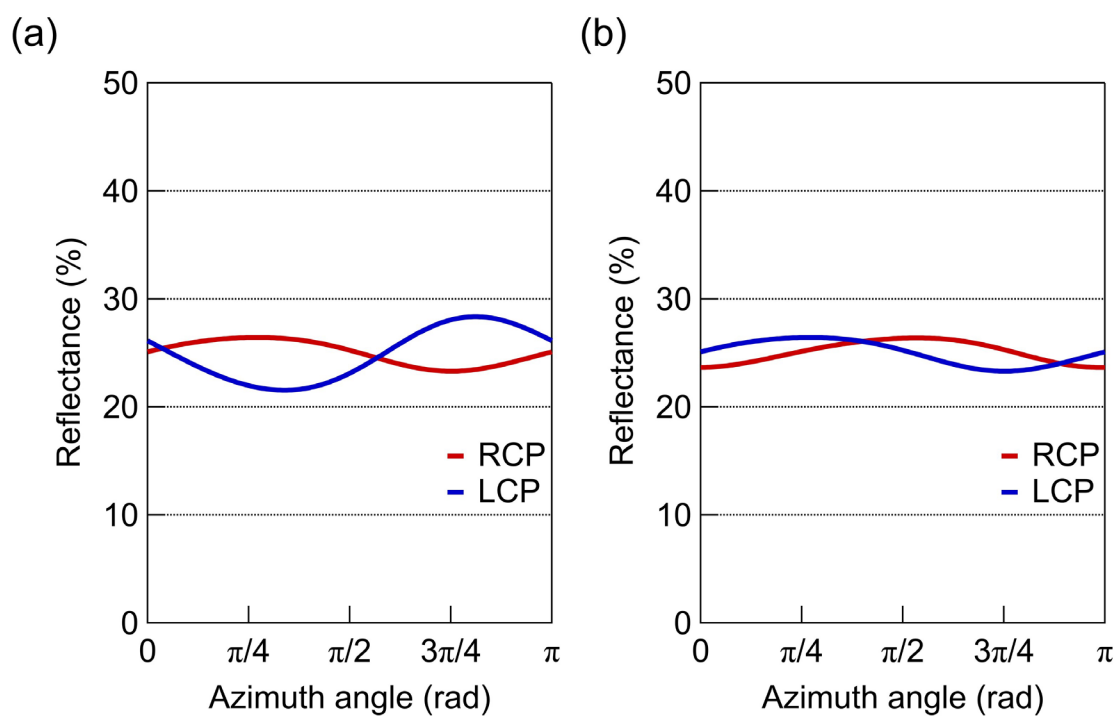 (a)
50
40
30
20
10
0
Reflectance (%)
RCP
LCP
0 π/4 π/2 3π/4 π
Azimuth angle (rad)
(b)
50
40
30
20
10
0
Reflectance (%)
RCP
LCP
0 π/4 π/2 3π/4 π
Azimuth angle (rad)